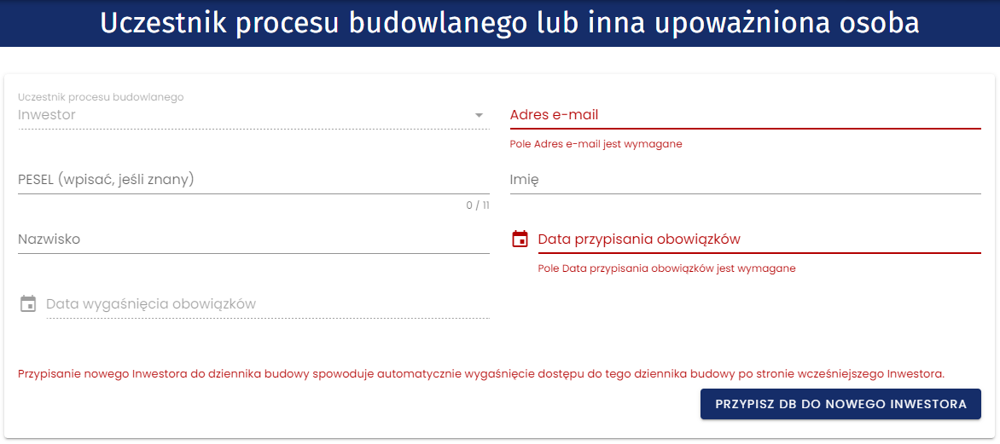 Uczestnik procesu budowlanego lub inna upoważniona osoba
Uczestnik procesu budowlanego
Inwestor
Adres e-mail
Pole Adres e-mail jest wymagane
PESEL (wpisać, jeśli znany)
0 / 11
Imię
Nazwisko
Data przypisania obowiązków
Pole Data przypisania obowiązków jest wymagane
Data wygaśnięcia obowiązków
Przypisanie nowego Inwestora do dziennika budowy spowoduje automatycznie wygaśnięcie dostępu do tego dziennika budowy po stronie wcześniejszego Inwestora.
PRZYPISZ DB DO NOWEGO INWESTORA